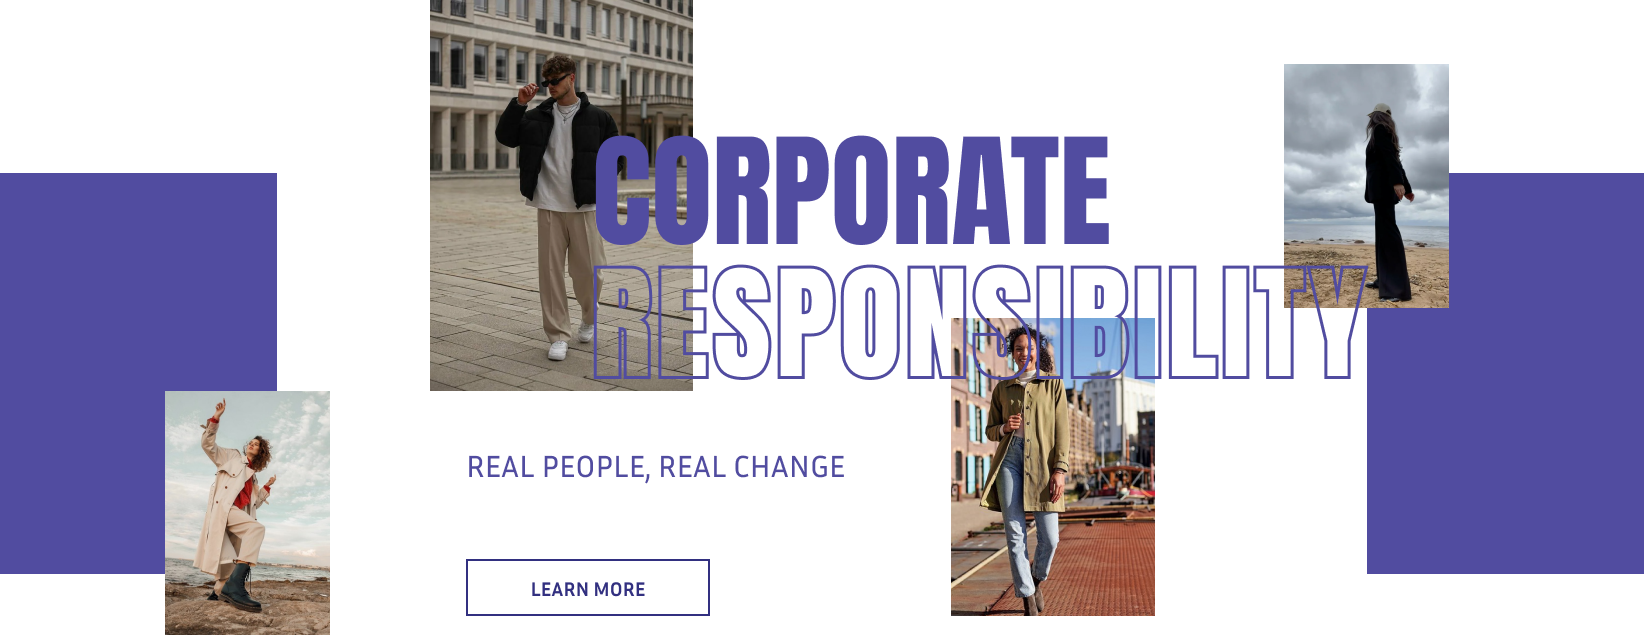 CORPORATE
RESPONSIBILITY
REAL PEOPLE, REAL CHANGE
LEARN MORE